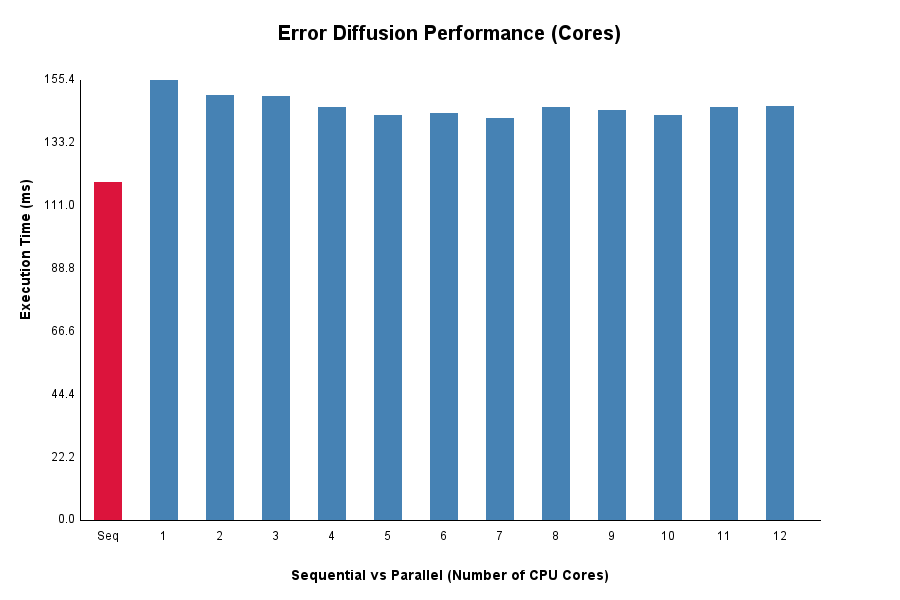 Error Diffusion Performance (Cores)
155.4
133.2
111.0
88.8
66.6
44.4
22.2
0.0
Execution Time (ms)
Seq 1 2 3 4 5 6 7 8 9 10 11 12
Sequential vs Parallel (Number of CPU Cores)